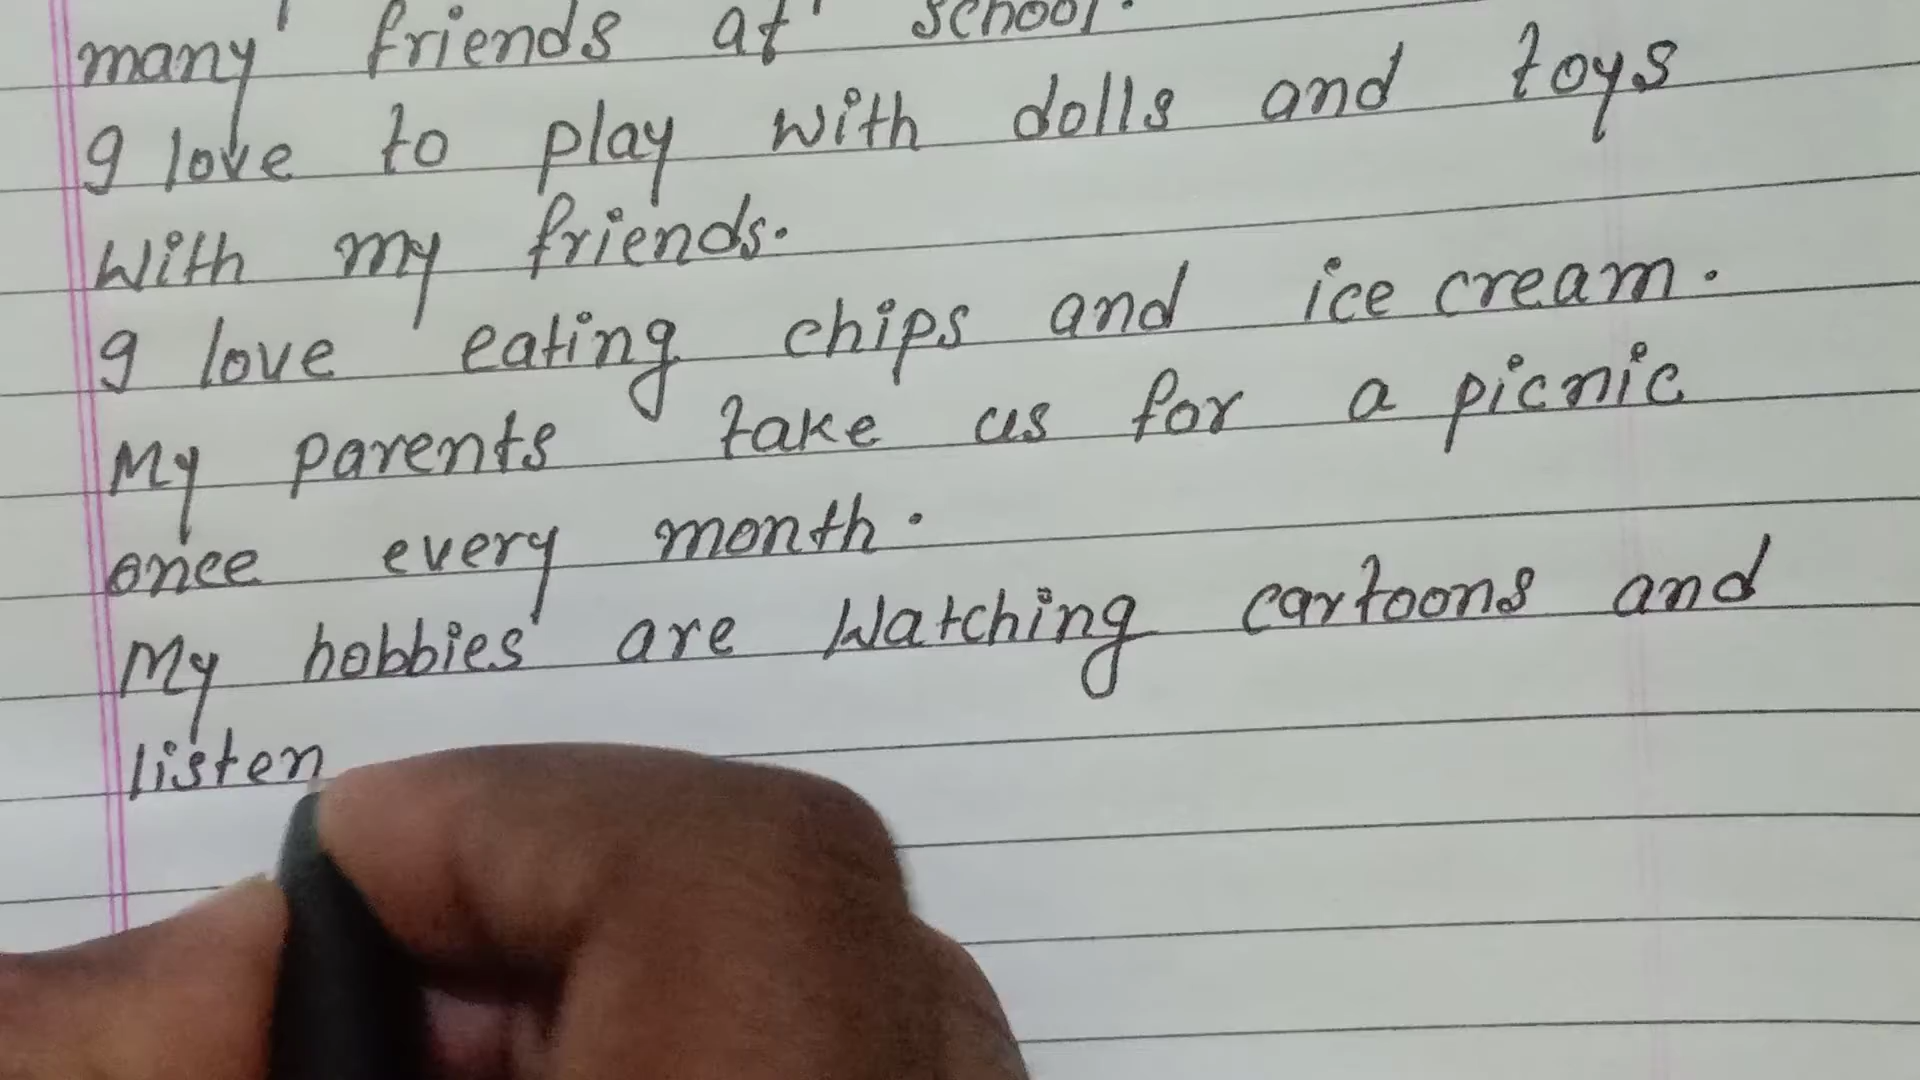 many friends at school.
I love to play with dolls and toys
with my friends.
I love eating chips and ice cream.
My parents take us for a picnic
once every month.
My hobbies are Watching cartoons and
listen